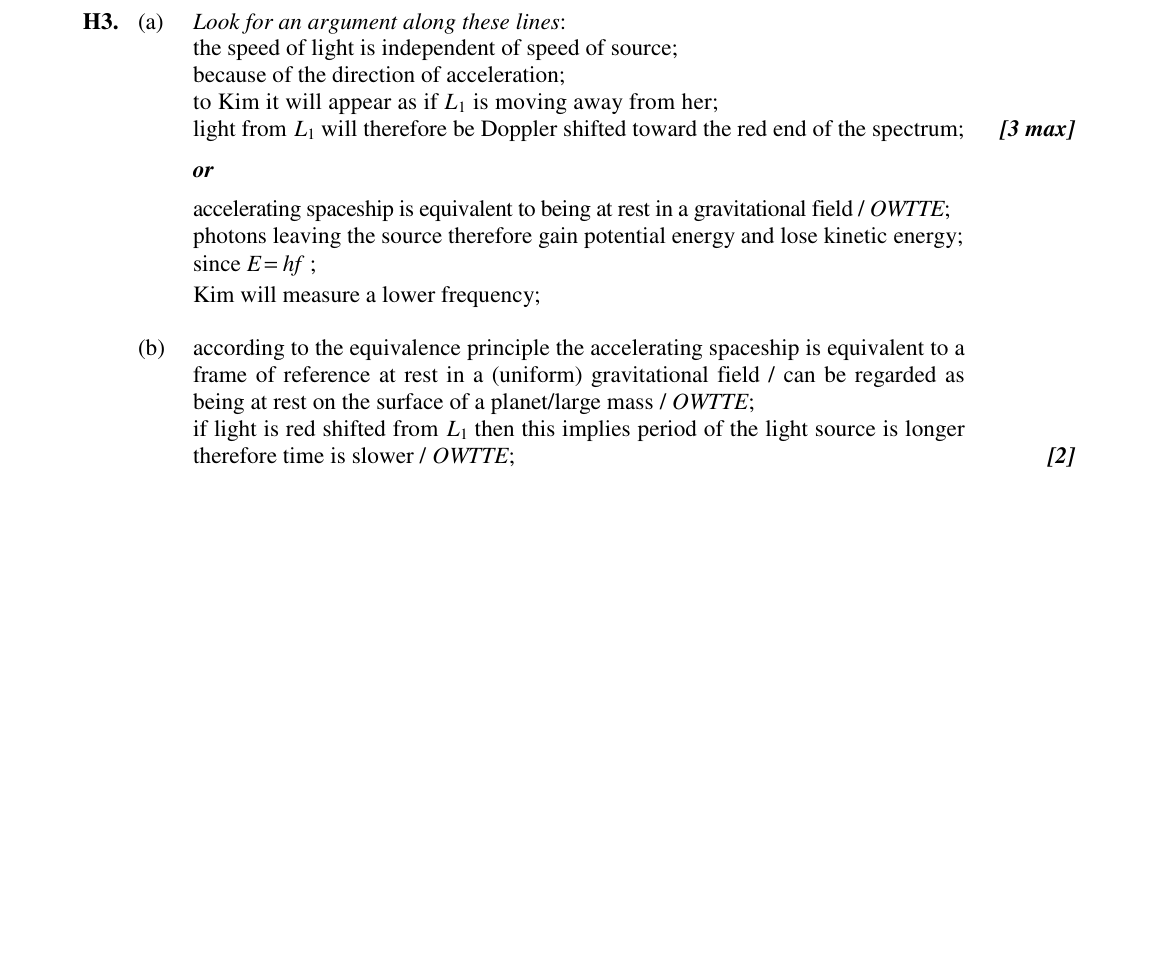 H3. (a) Look for an argument along these lines:
the speed of light is independent of speed of source;
because of the direction of acceleration;
to Kim it will appear as if L₁ is moving away from her;
light from L₁ will therefore be Doppler shifted toward the red end of the spectrum; [3 max]
or
accelerating spaceship is equivalent to being at rest in a gravitational field / OWTTE;
photons leaving the source therefore gain potential energy and lose kinetic energy;
since E = hf ;
Kim will measure a lower frequency;
(b) according to the equivalence principle the accelerating spaceship is equivalent to a
frame of reference at rest in a (uniform) gravitational field / can be regarded as
being at rest on the surface of a planet/large mass / OWTTE;
if light is red shifted from L₁ then this implies period of the light source is longer
therefore time is slower / OWTTE; [2]